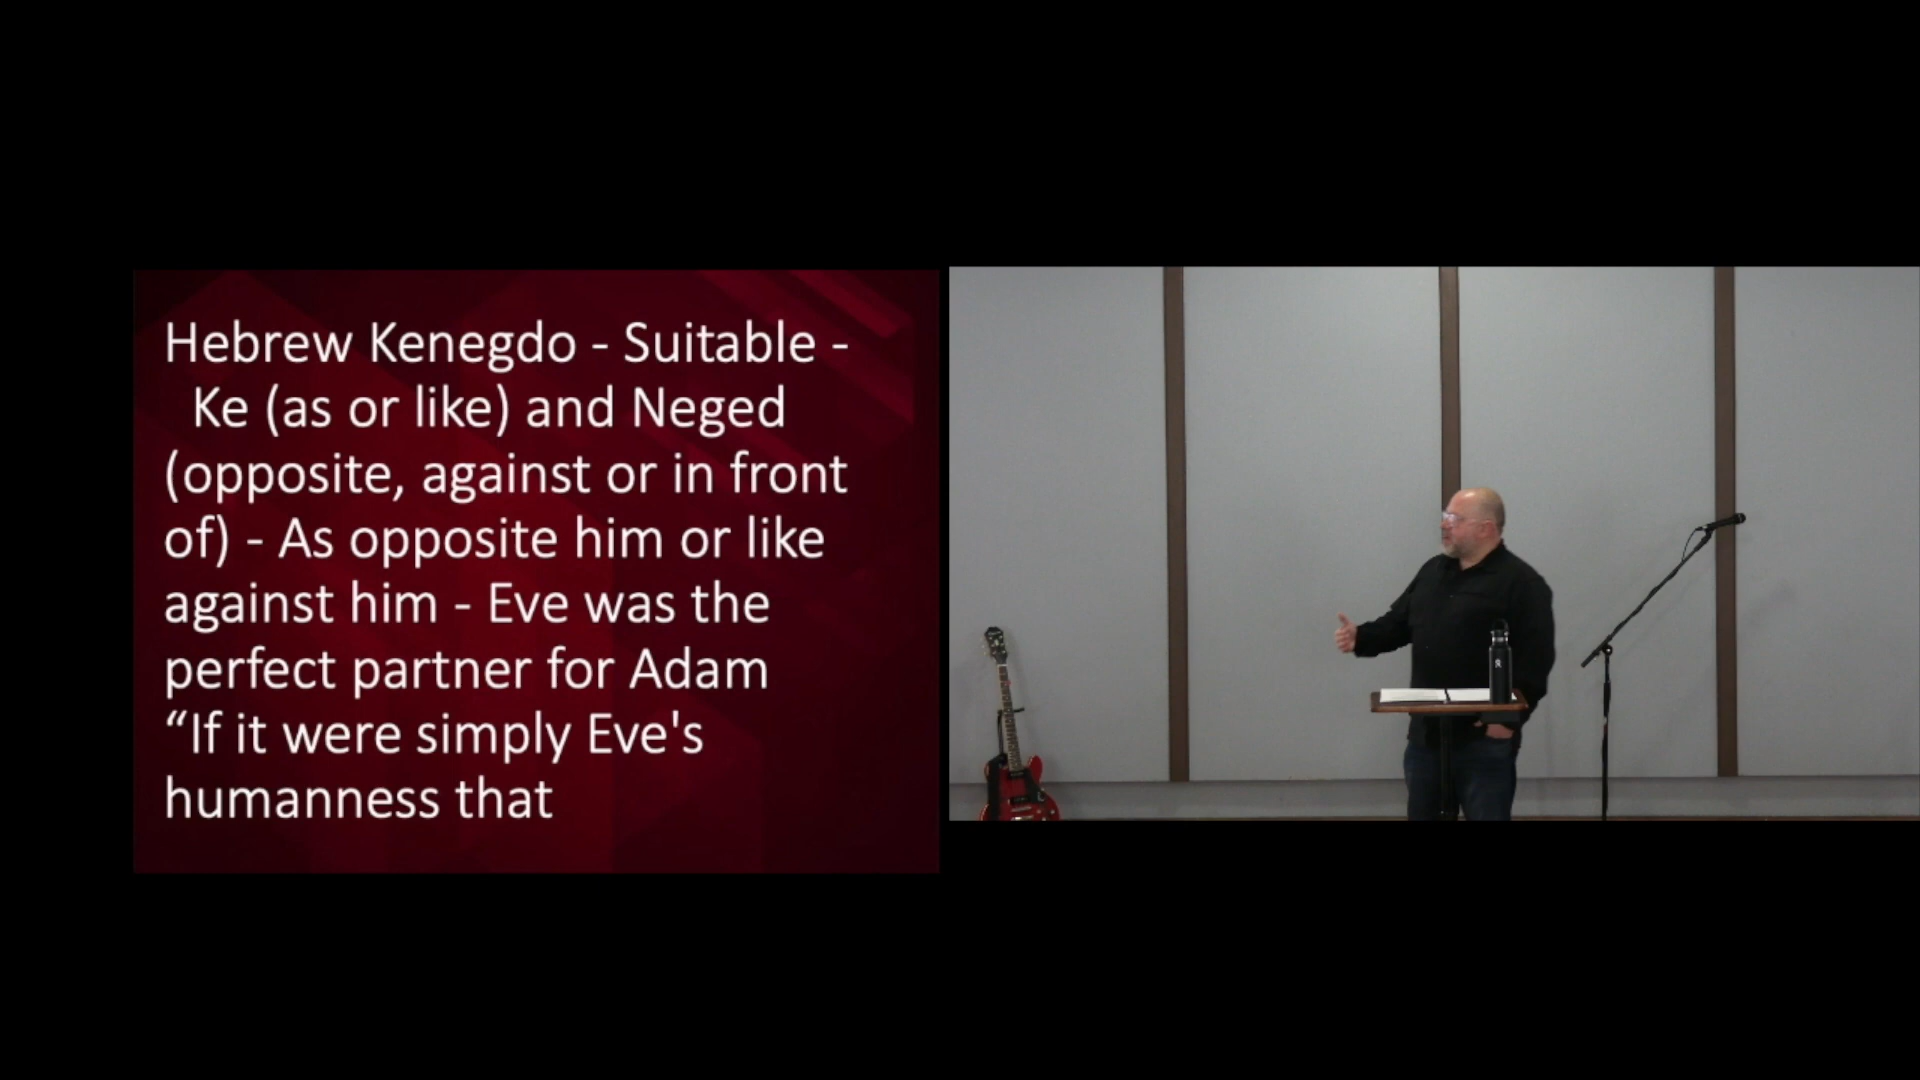 Hebrew Kenegdo - Suitable -
Ke (as or like) and Neged
(opposite, against or in front
of) - As opposite him or like
against him - Eve was the
perfect partner for Adam
“If it were simply Eve's
humanness that